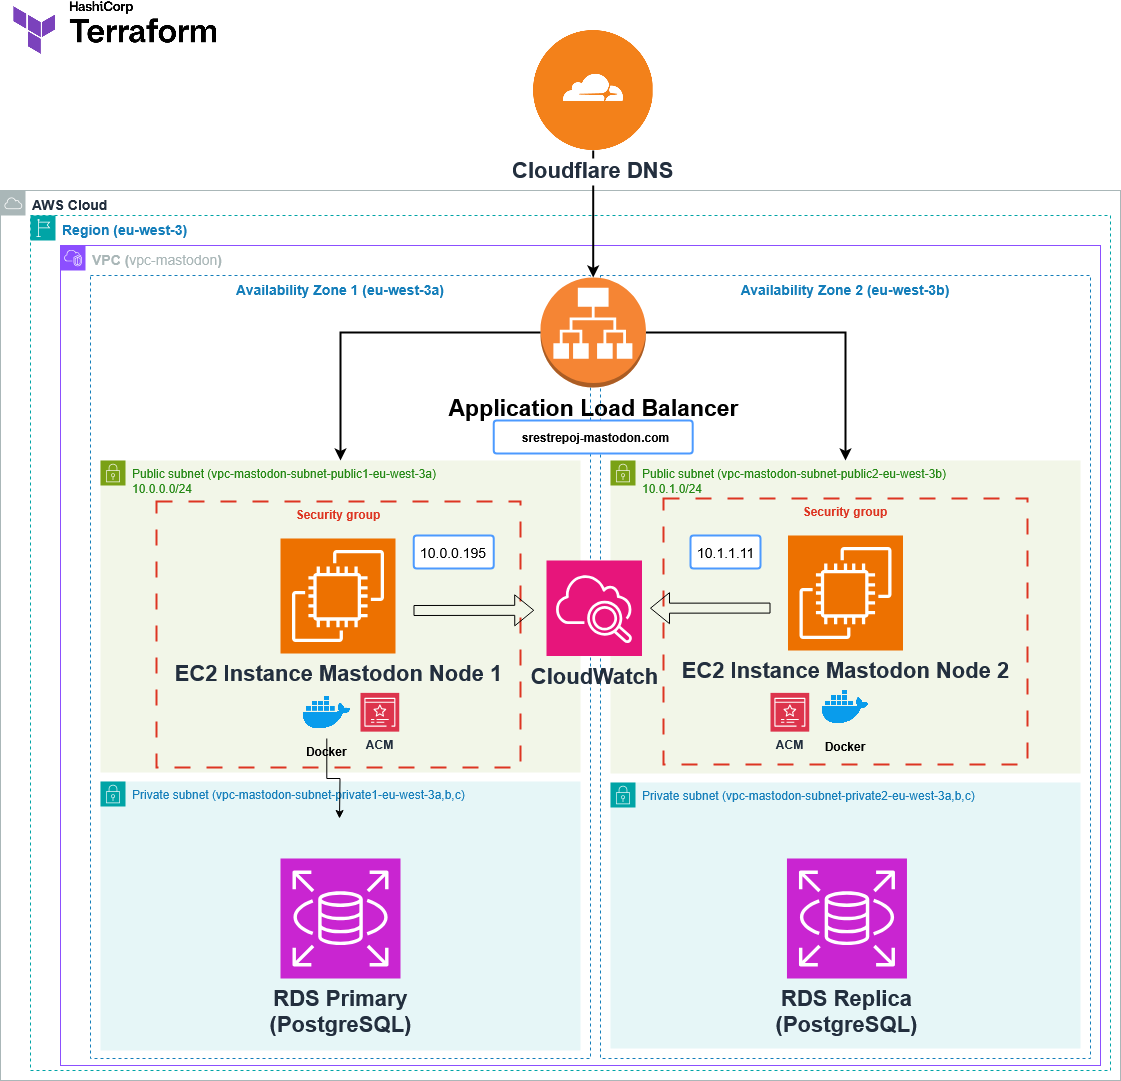 HashiCorp
Terraform
Cloudflare DNS
AWS Cloud
Region (eu-west-3)
VPC (vpc-mastodon)
Availability Zone 1 (eu-west-3a)
Availability Zone 2 (eu-west-3b)
Application Load Balancer
srestrepoj-mastodon.com
Public subnet (vpc-mastodon-subnet-public1-eu-west-3a)
10.0.0.0/24
Security group
10.0.0.195
EC2 Instance Mastodon Node 1
Docker
ACM
CloudWatch
Public subnet (vpc-mastodon-subnet-public2-eu-west-3b)
10.0.1.0/24
Security group
10.1.1.11
EC2 Instance Mastodon Node 2
ACM
Docker
Private subnet (vpc-mastodon-subnet-private1-eu-west-3a,b,c)
RDS Primary
(PostgreSQL)
Private subnet (vpc-mastodon-subnet-private2-eu-west-3a,b,c)
RDS Replica
(PostgreSQL)